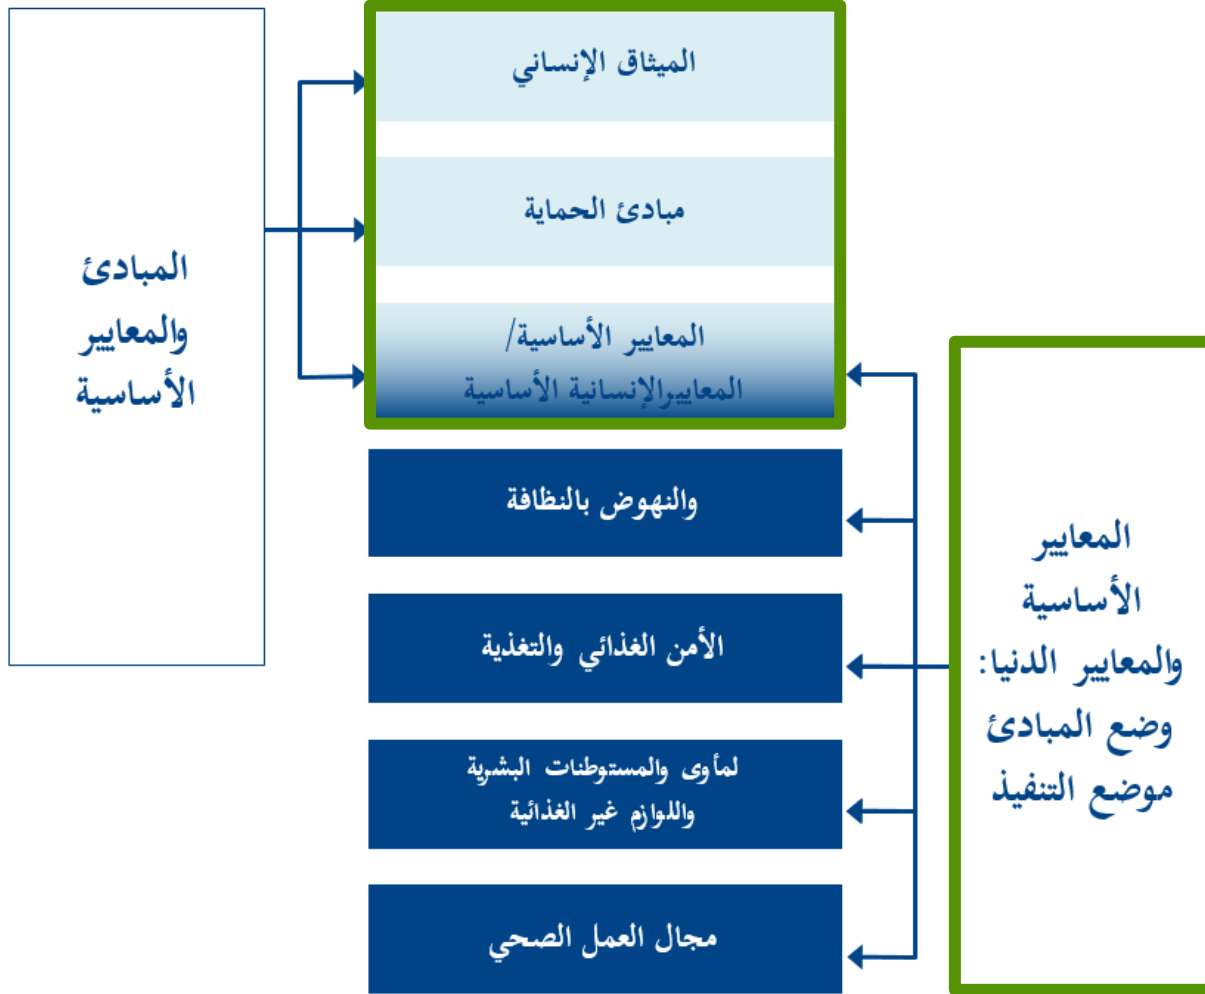 الميثاق الإنساني
مبادئ الحماية
المعايير الأساسية/
المعاييرالإنسانية الأساسية
والنهوض بالنظافة
الأمن الغذائي والتغذية
لمأوى والمستوطنات البشرية
واللوازم غير الغذائية
مجال العمل الصحي
المبادئ
والمعايير
الأساسية
المعايير
الأساسية
والمعايير الدنيا:
وضع المبادئ
موضع التنفيذ